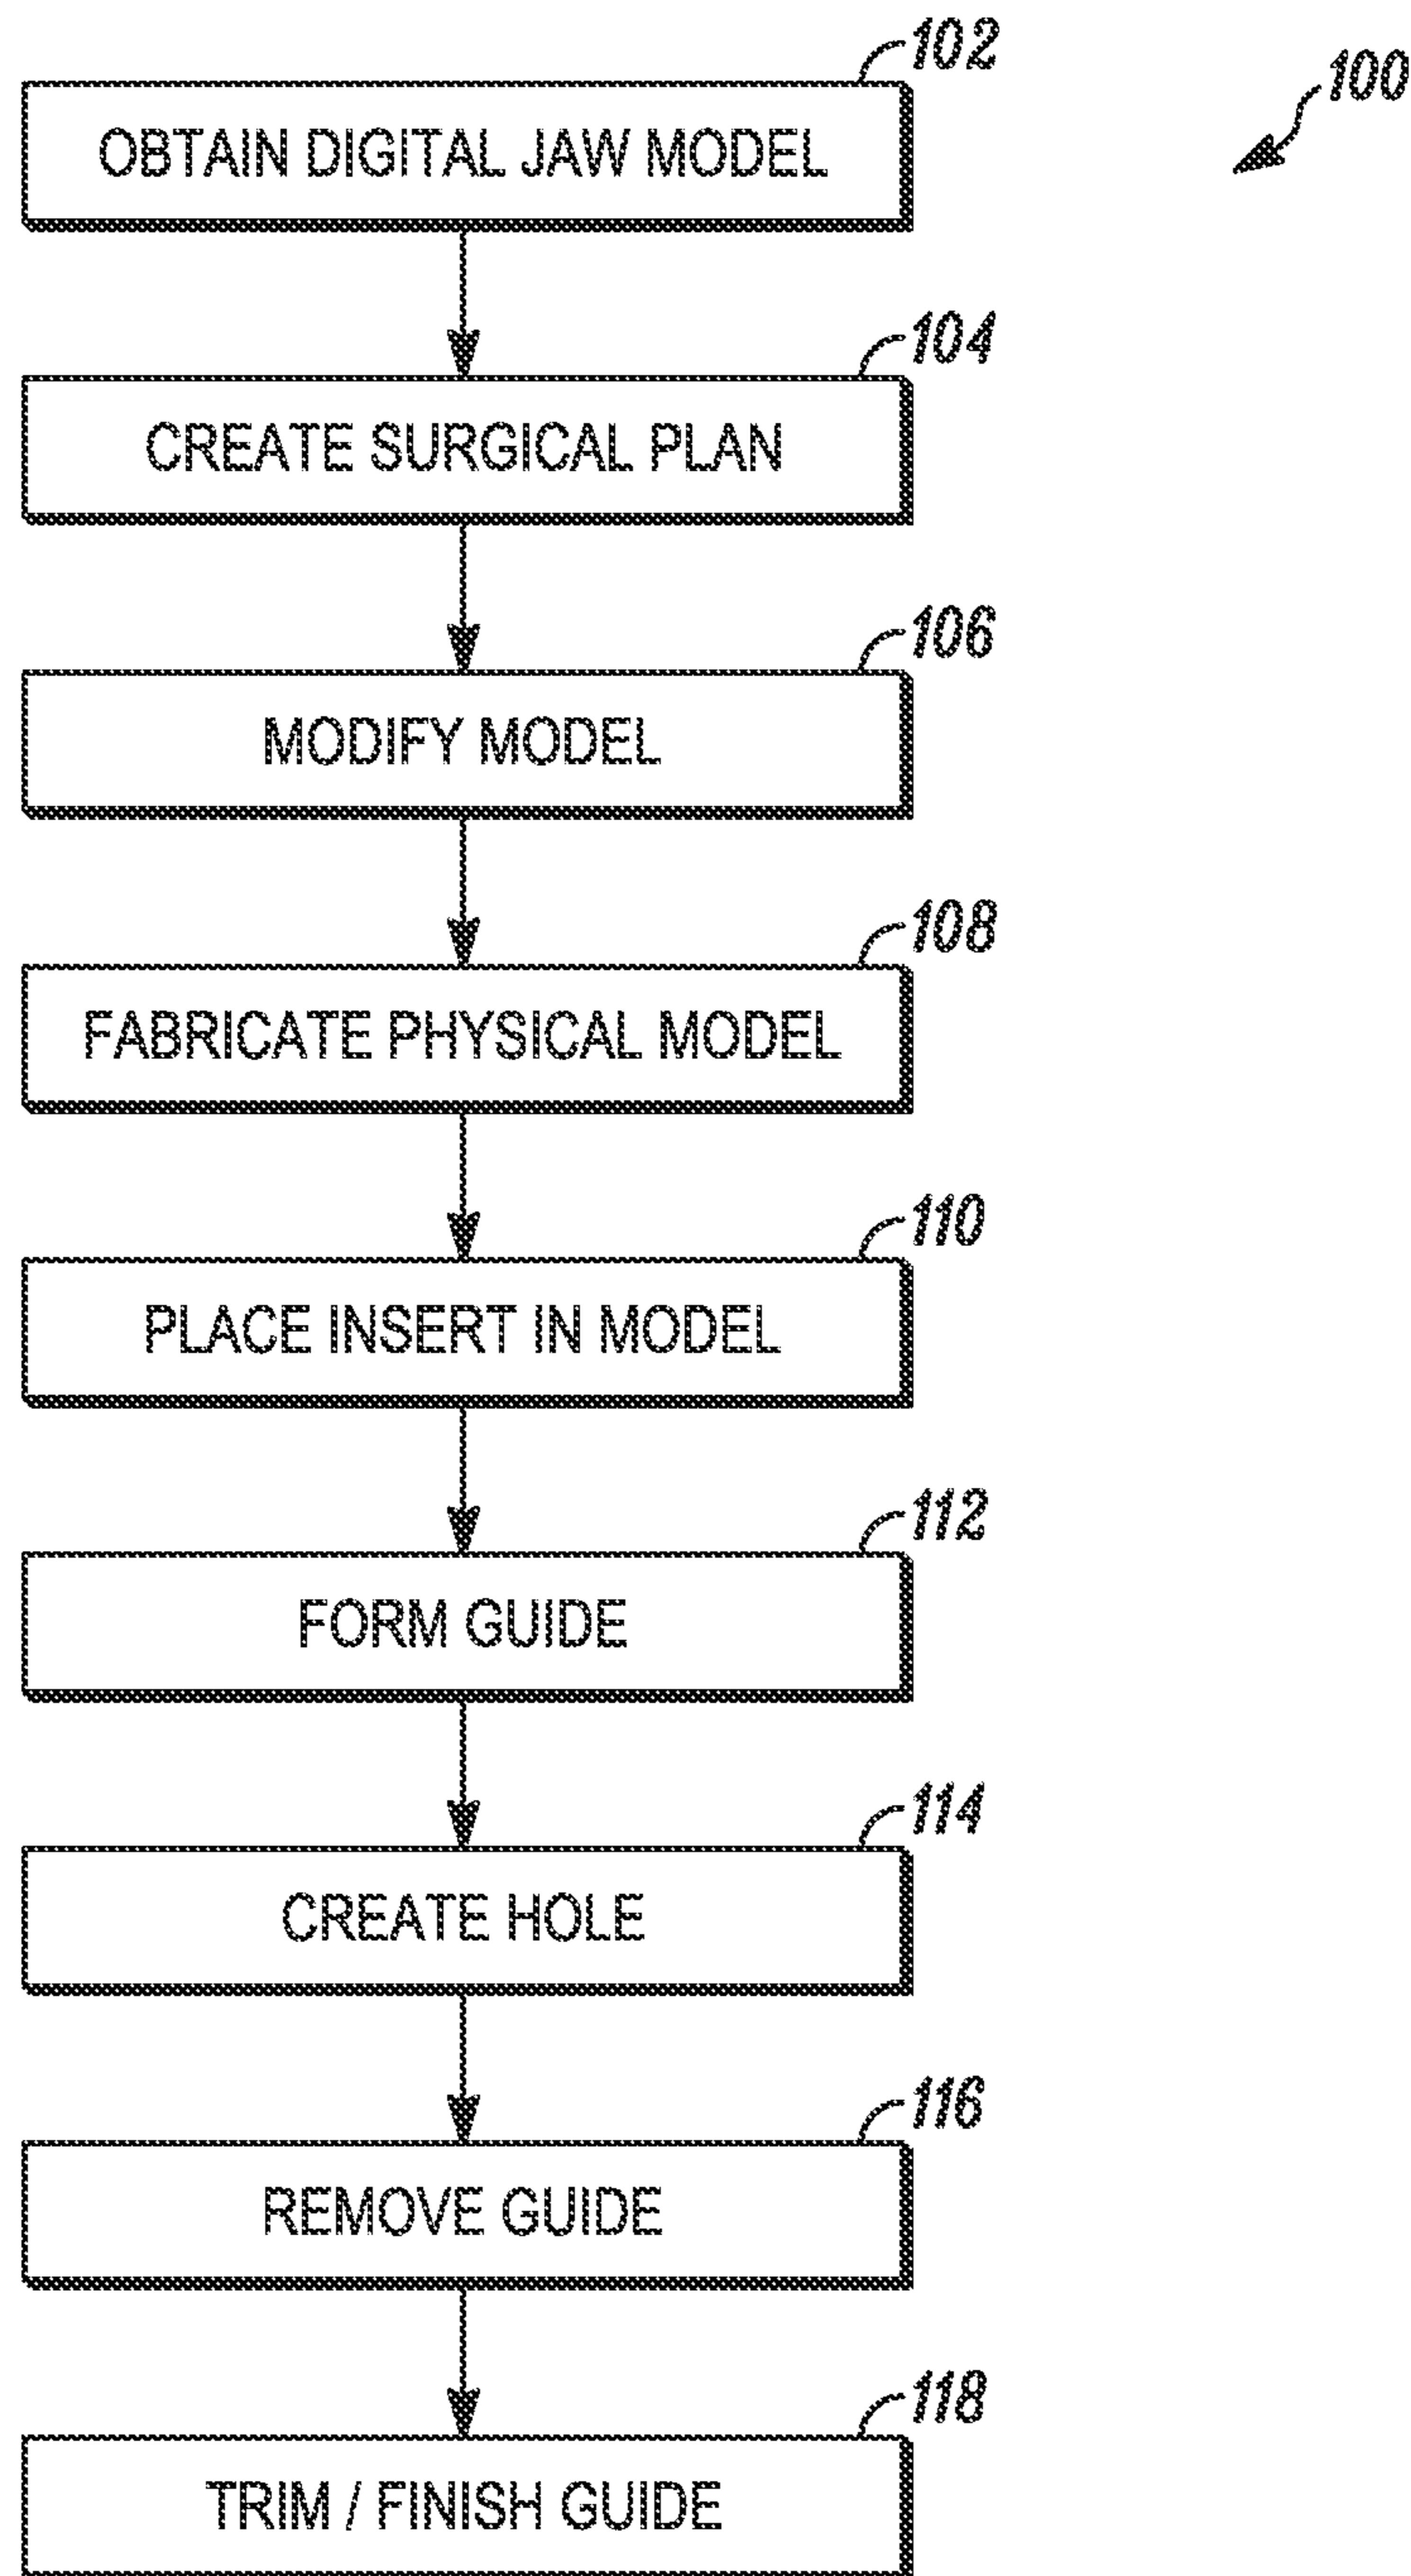 102
100
OBTAIN DIGITAL JAW MODEL
104
CREATE SURGICAL PLAN
106
MODIFY MODEL
108
FABRICATE PHYSICAL MODEL
110
PLACE INSERT IN MODEL
112
FORM GUIDE
114
CREATE HOLE
116
REMOVE GUIDE
118
TRIM / FINISH GUIDE